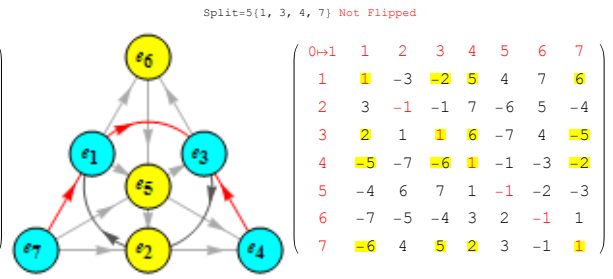 Split=5{1, 3, 4, 7} Not Flipped
e6
0↦1 1 2 3 4 5 6 7
1 1 -3 -2 5 4 7 6
2 3 -1 -1 7 -6 5 -4
e1 e3
3 2 1 1 6 -7 4 -5
e5
4 -5 -7 -6 1 -1 -3 -2
5 -4 6 7 1 -1 -2 -3
e7 e2 e4
6 -7 -5 -4 3 2 -1 1
7 -6 4 5 2 3 -1 1